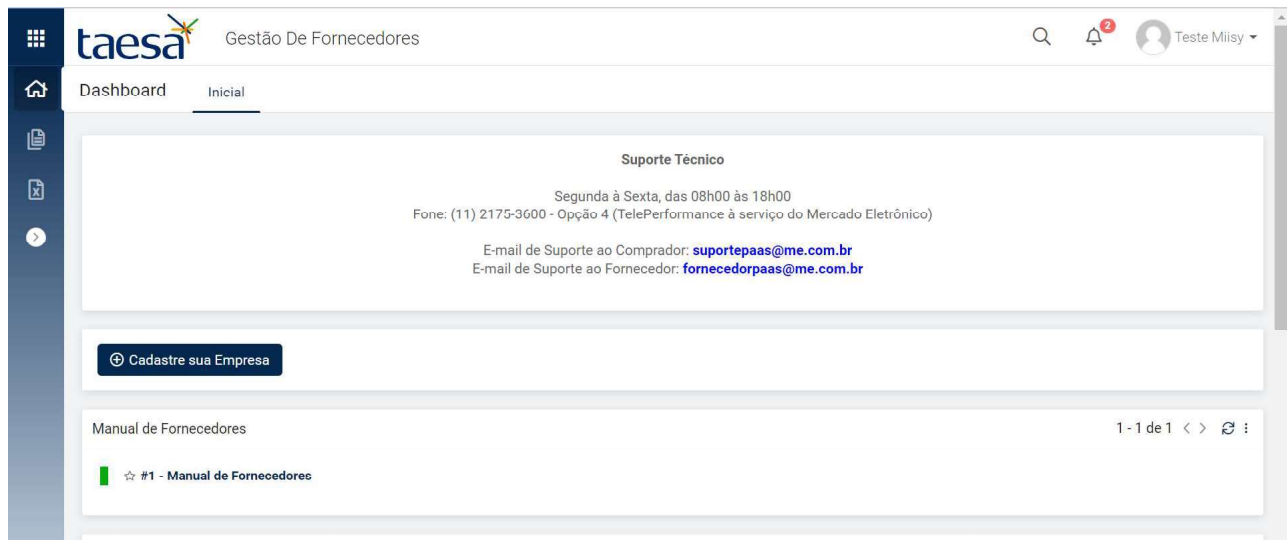 taesa
Gestão De Fornecedores
2
Teste Miisy
Dashboard
Inicial
Suporte Técnico
Segunda à Sexta, das 08h00 às 18h00
Fone: (11) 2175-3600 - Opção 4 (TelePerformance à serviço do Mercado Eletrônico)
E-mail de Suporte ao Comprador: suportepaas@me.com.br
E-mail de Suporte ao Fornecedor: fornecedorpaas@me.com.br
Cadastre sua Empresa
Manual de Fornecedores
1 - 1 de 1
#1 - Manual de Fornecedores